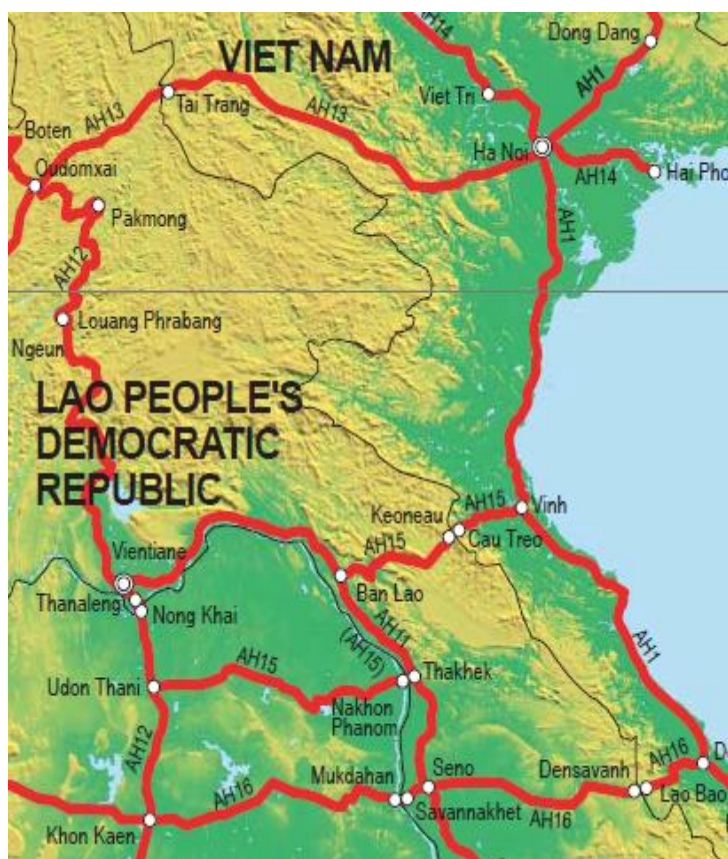 AH14
Dong Dang
VIET NAM
AH1
Viet Tri
Tai Trang
AH13
AH13
Boten
Ha Noi
AH14
Hai Pho
Oudomxai
Pakmong
AH1
AH12
Louang Phrabang
Ngeun
LAO PEOPLE'S
DEMOCRATIC
REPUBLIC
AH15
Vinh
Keoneau
Cau Treo
AH15
Vientiane
Ban Lao
Thanaleng
Nong Khai
AH11
(AH15)
AH1
AH15
Thakhek
Udon Thani
Nakhon
Phanom
AH12
AH16
D
Mukdahan
Seno
Densavanh
Lao Bao
AH16
Savannakhet
AH16
Khon Kaen